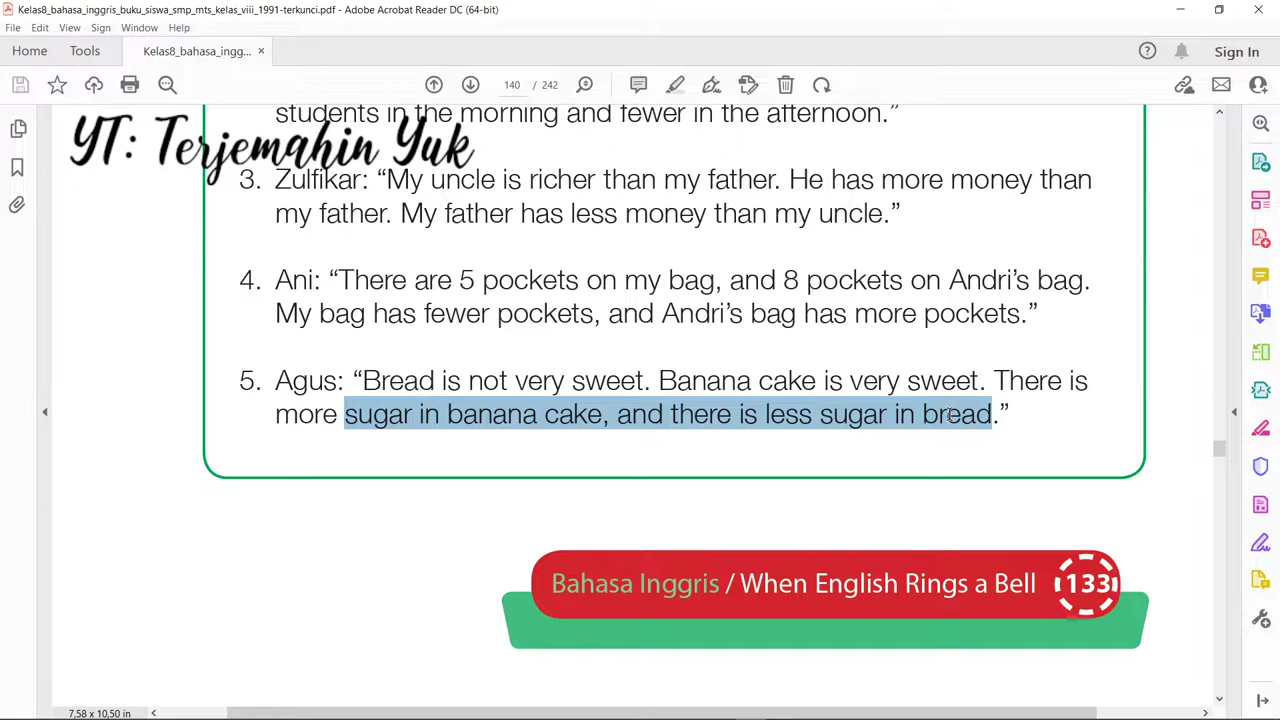 Kelas8_bahasa_inggris_buku_siswa_smp_mts_kelas_viii_1991-terkunci.pdf - Adobe Acrobat Reader DC (64-bit)
File Edit View Sign Window Help
Home Tools Kelas8_bahasa_ingg... × Sign In
140 / 242
students in the morning and fewer in the afternoon.”
YT: Terjemahin Yuk
3. Zulfikar: “My uncle is richer than my father. He has more money than
my father. My father has less money than my uncle.”
4. Ani: “There are 5 pockets on my bag, and 8 pockets on Andri’s bag.
My bag has fewer pockets, and Andri’s bag has more pockets.”
5. Agus: “Bread is not very sweet. Banana cake is very sweet. There is
more sugar in banana cake, and there is less sugar in bread.”
Bahasa Inggris / When English Rings a Bell 133
7,58 x 10,50 in